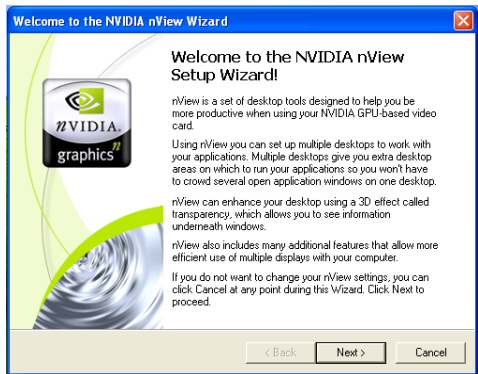 Welcome to the NVIDIA nView Wizard
nVIDIA.
graphics n
Welcome to the NVIDIA nView
Setup Wizard!
nView is a set of desktop tools designed to help you be
more productive when using your NVIDIA GPU-based video
card.
Using nView you can set up multiple desktops to work with
your applications. Multiple desktops give you extra desktop
areas on which to run your applications so you won't have
to crowd several open application windows on one desktop.
nView can enhance your desktop using a 3D effect called
transparency, which allows you to see information
underneath windows.
nView also includes many additional features that allow more
efficient use of multiple displays with your computer.
If you do not want to change your nView settings, you can
click Cancel at any point during this Wizard. Click Next to
proceed.
< Back Next > Cancel